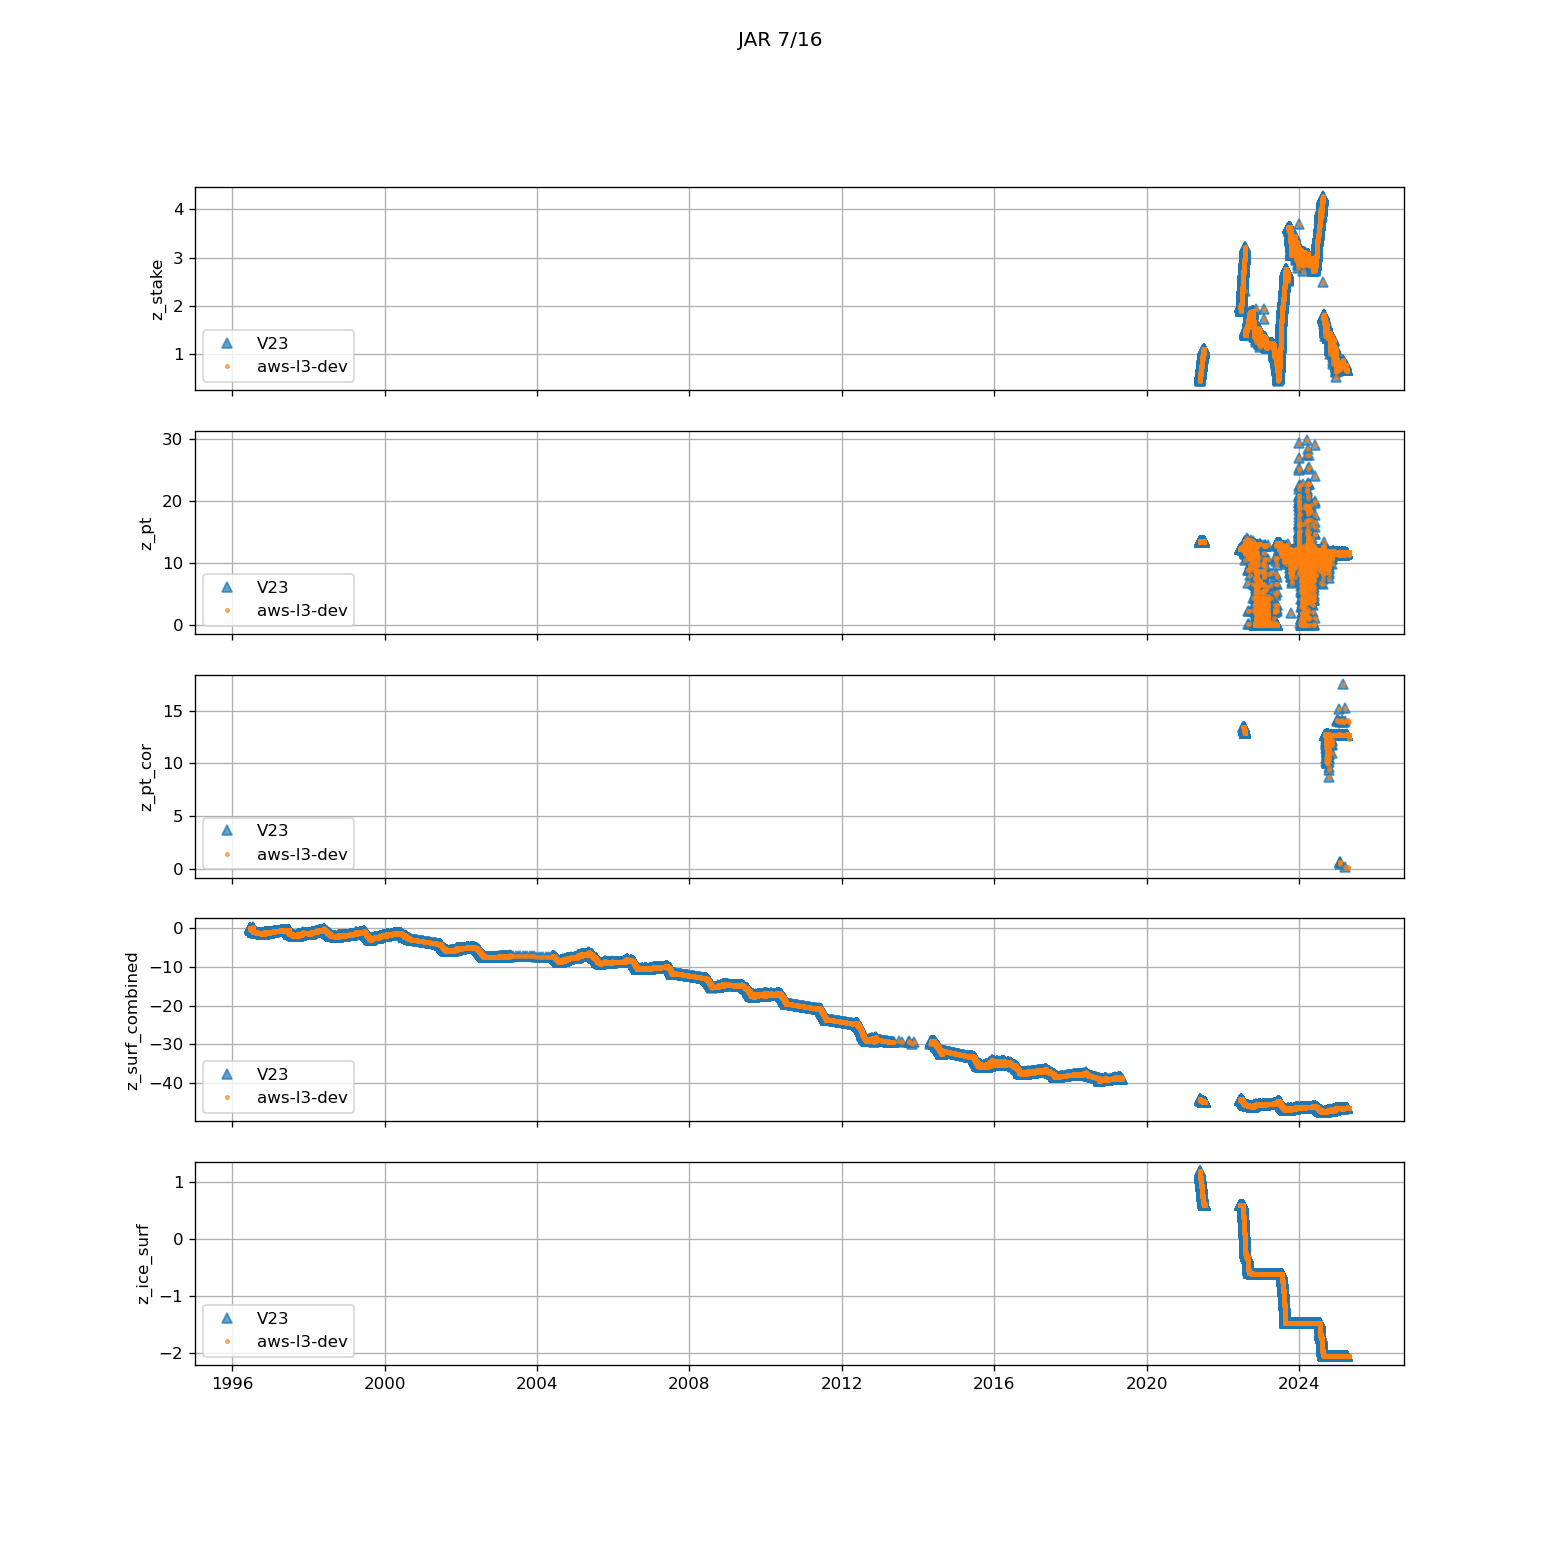 JAR 7/16
4
3
2
1
z_stake
V23
aws-l3-dev
30
20
10
0
z_pt
V23
aws-l3-dev
15
10
5
0
z_pt_cor
V23
aws-l3-dev
0
−10
−20
−30
−40
z_surf_combined
V23
aws-l3-dev
1
0
−1
−2
z_ice_surf
V23
aws-l3-dev
1996 2000 2004 2008 2012 2016 2020 2024